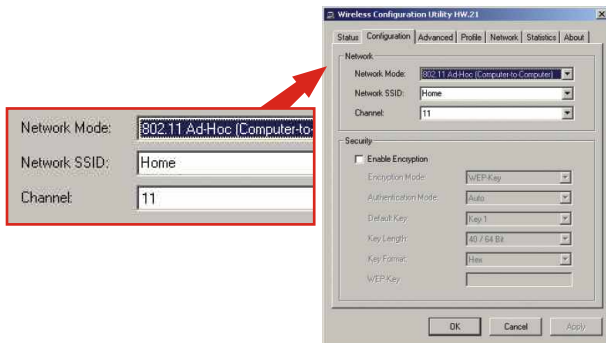 Wireless Configuration Utility HW.21
Status Configuration Advanced Profile Network Statistics About
Network
Network Mode: 802.11 Ad-Hoc (Computer-to-Computer)
Network SSID: Home
Channel: 11
Security
Enable Encryption
Encryption Mode: WEP-Key
Authentication Mode: Auto
Default Key: Key 1
Key Length: 40 / 64 Bit
Key Format: Hex
WEP-Key:
OK Cancel Apply
Network Mode: 802.11 Ad-Hoc (Computer-to-
Network SSID: Home
Channel: 11